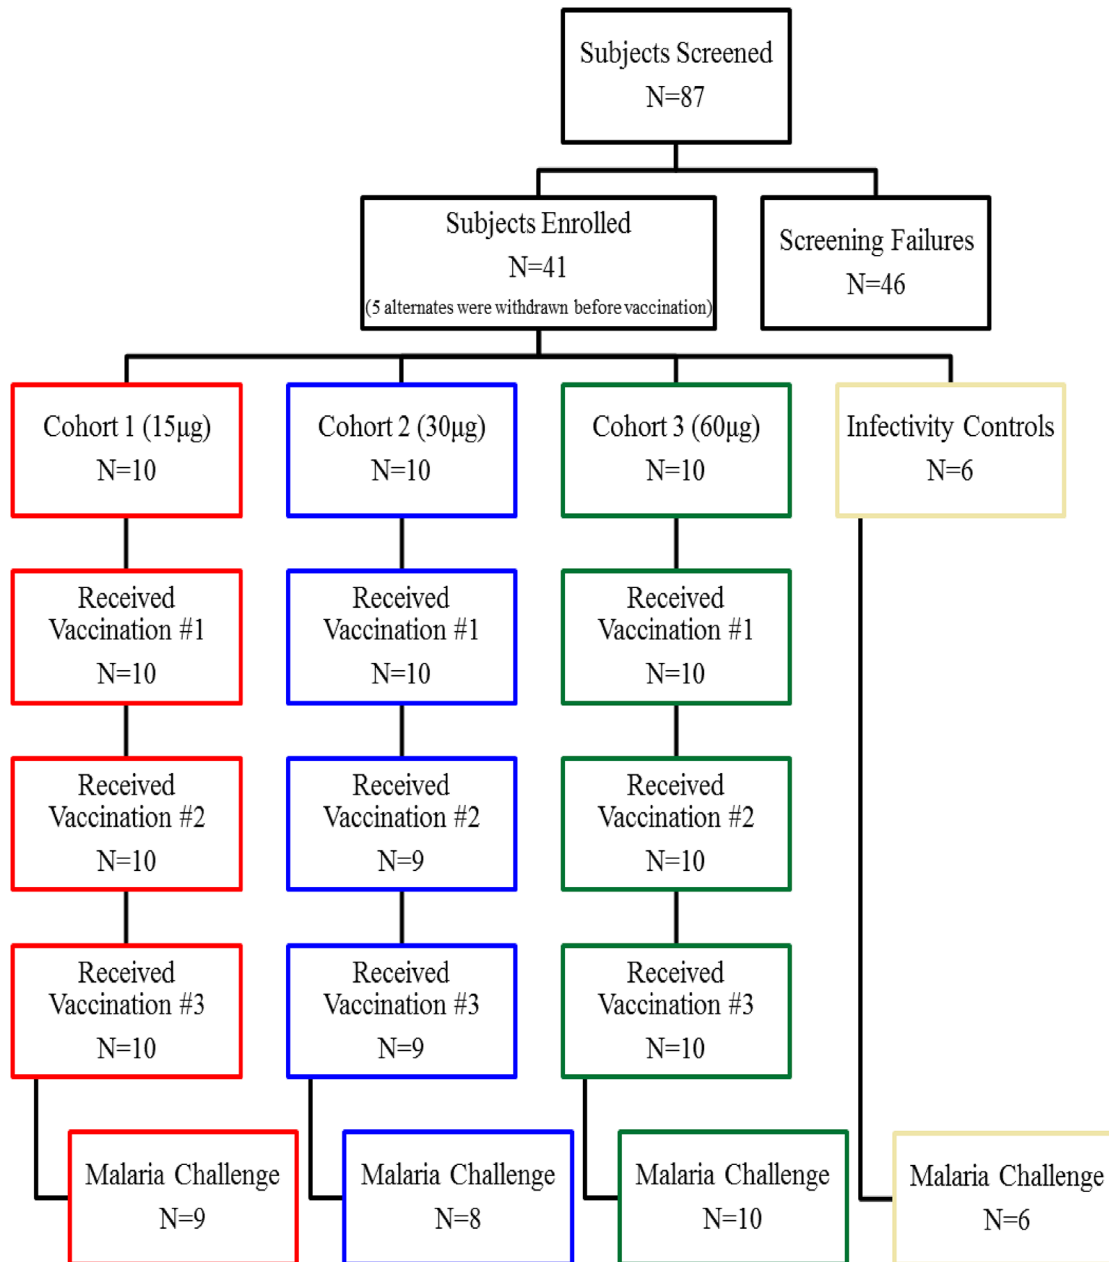 Subjects Screened
N=87
Subjects Enrolled
N=41
(5 alternates were withdrawn before vaccination)
Screening Failures
N=46
Cohort 1 (15µg)
N=10
Cohort 2 (30µg)
N=10
Cohort 3 (60µg)
N=10
Infectivity Controls
N=6
Received
Vaccination #1
N=10
Received
Vaccination #1
N=10
Received
Vaccination #1
N=10
Received
Vaccination #2
N=10
Received
Vaccination #2
N=9
Received
Vaccination #2
N=10
Received
Vaccination #3
N=10
Received
Vaccination #3
N=9
Received
Vaccination #3
N=10
Malaria Challenge
N=9
Malaria Challenge
N=8
Malaria Challenge
N=10
Malaria Challenge
N=6